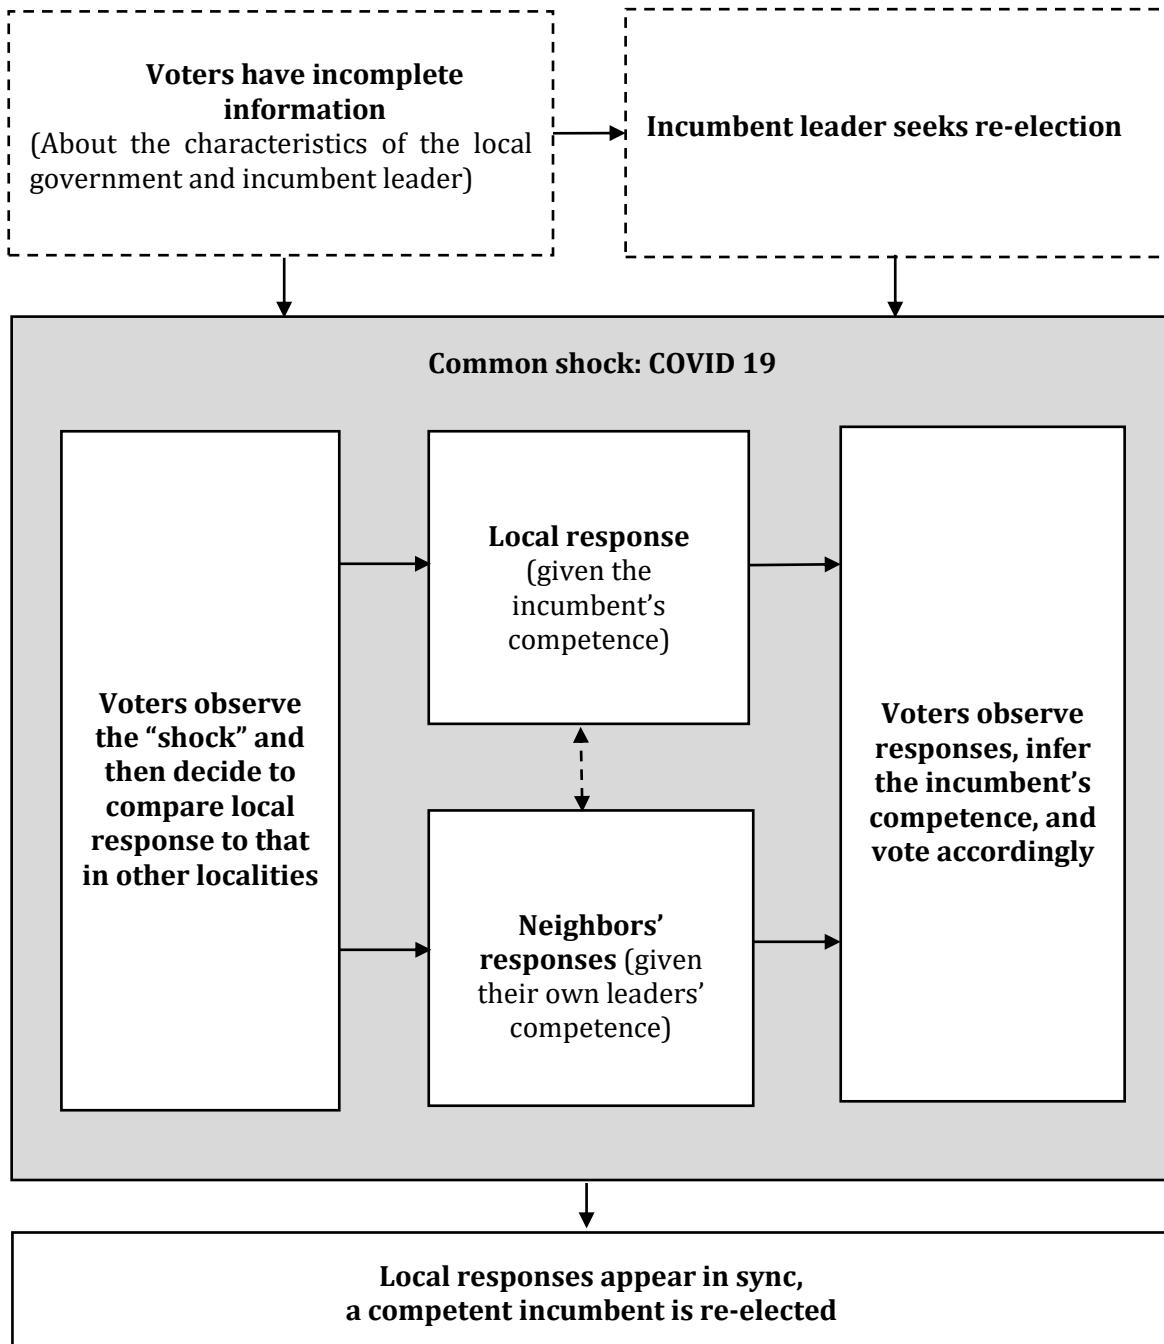 Voters have incomplete
information
(About the characteristics of the local
government and incumbent leader)
Incumbent leader seeks re-election
Common shock: COVID 19
Voters observe
the “shock” and
then decide to
compare local
response to that
in other localities
Local response
(given the
incumbent’s
competence)
Neighbors’
responses (given
their own leaders’
competence)
Voters observe
responses, infer
the incumbent’s
competence, and
vote accordingly
Local responses appear in sync,
a competent incumbent is re-elected